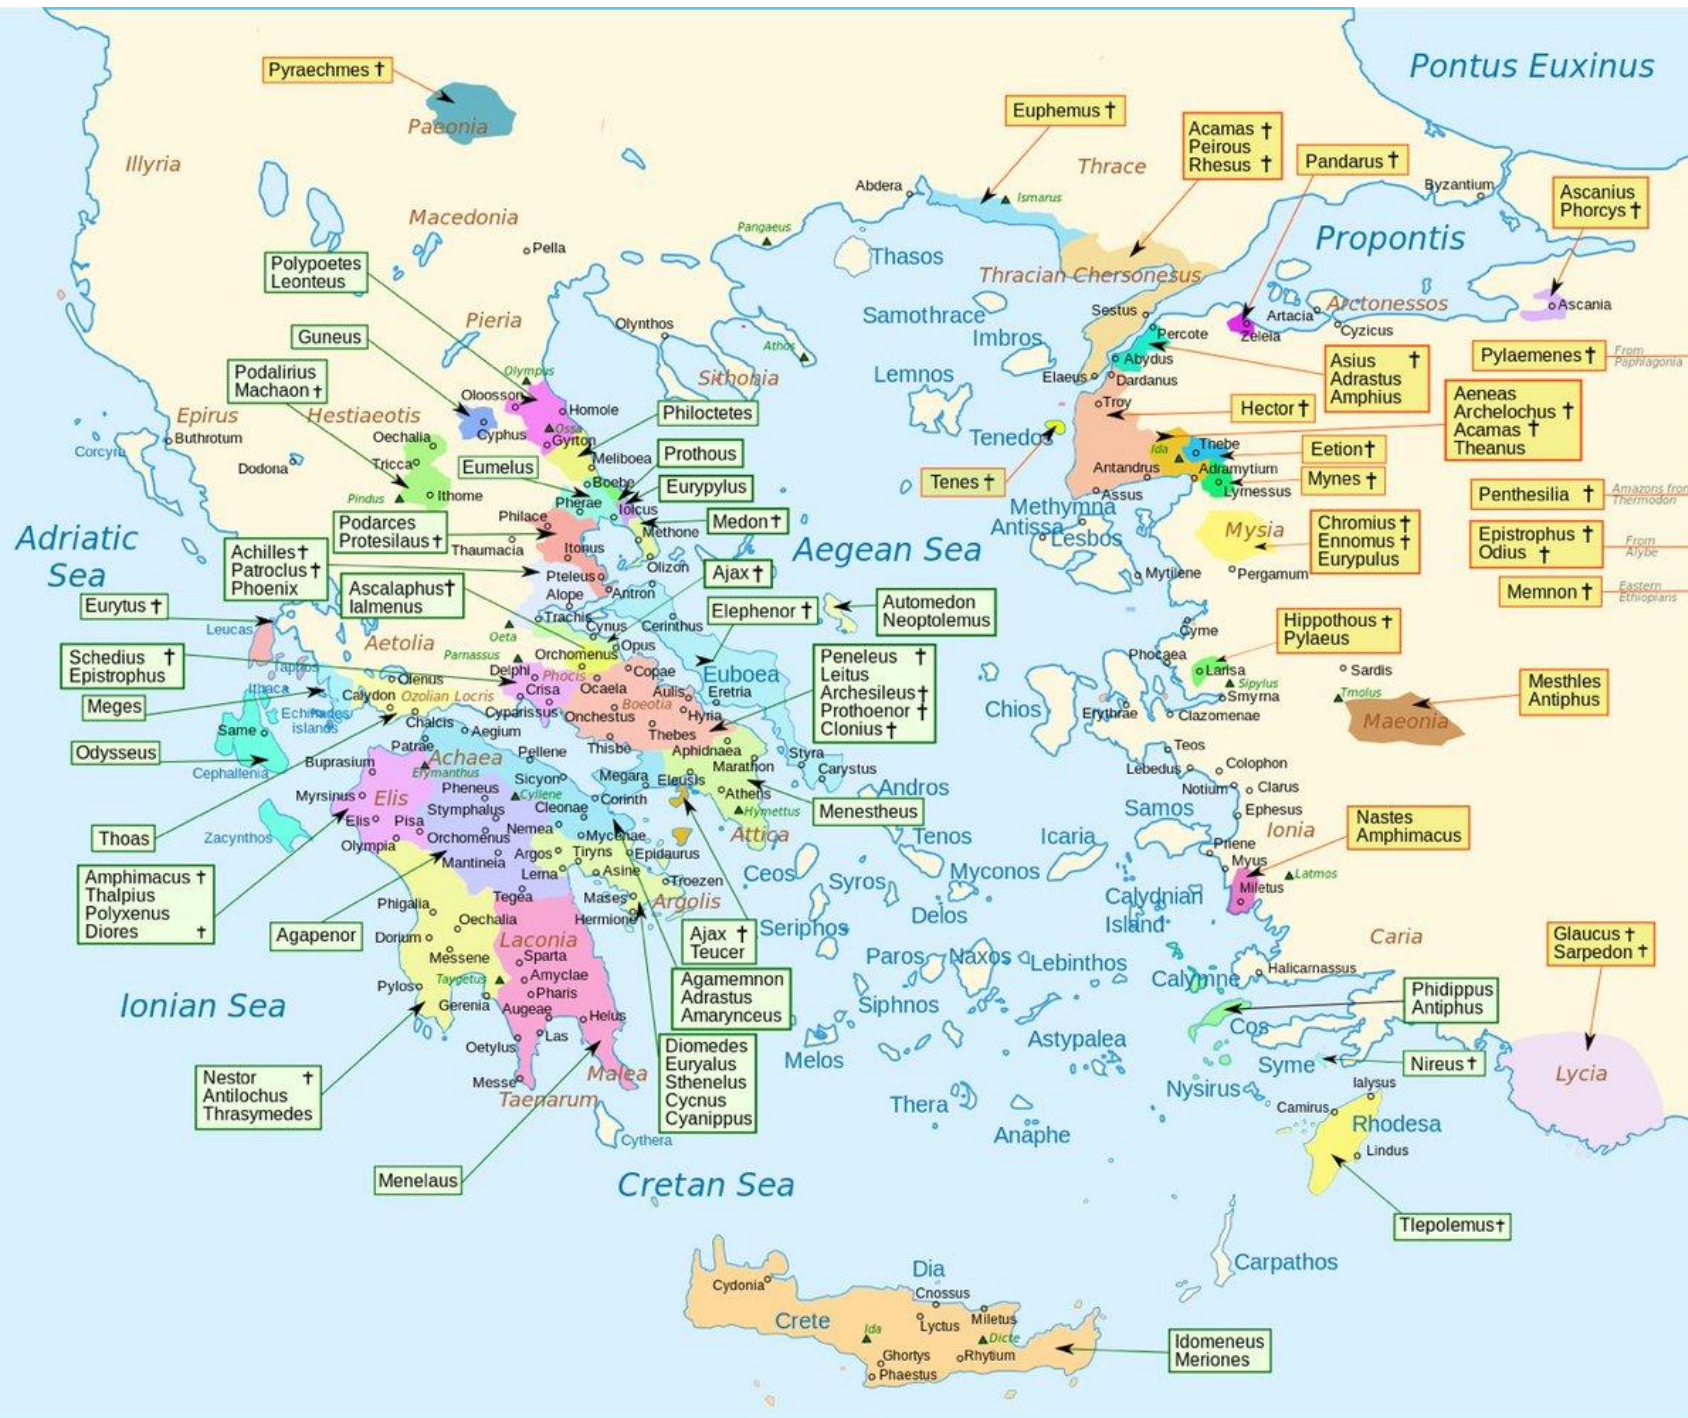 Pontus Euxinus
Pyraechmes †
Paeonia
Illyria
Macedonia
Pella
Euphemus †
Acamas †
Peirous
Rhesus †
Pandarus †
Thrace
Byzantium
Ascanius
Phorcys †
Abdera
Ismarus
Pangaeus
Propontis
Thasos
Thracian Chersonesus
Polypoetes
Leonteus
Samothrace
Imbros
Sestus
Percote
Artacia
Arctonessos
Cyzicus
Zeleia
Ascania
Guneus
Pieria
Olynthos
Athos
Sithonia
Abydus
Elaeus
Dardanus
Asius †
Adrastus
Amphius
Pylaemenes †
From
Paphlagonia
Podalirius
Machaon †
Olympus
Oloosson
Homole
Lemnos
Troy
Hector †
Aeneas
Archelochus †
Acamas †
Theanus
Epirus
Hestiaeotis
Buthrotum
Corcyra
Dodona
Oechalia
Tricca
Pindus
Ithome
Cyphus
Ossa
Gyrton
Philoctetes
Meliboea
Eumelus
Prothous
Boebe
Eurypylus
Pherae
Iolcus
Medon †
Methone
Tenedos
Tenes †
Ida
Thebe
Eetion †
Antandrus
Adramytium
Mynes †
Lyrnessus
Assus
Penthesilia †
Amazons from
Thermodon
Methymna
Antissa
Lesbos
Mysia
Chromius †
Ennomus †
Eurypulus
Epistrophus †
Odius †
From
Alybe
Adriatic
Sea
Podarces
Protesilaus †
Philace
Thaumacia
Itonus
Aegean Sea
Achilles †
Patroclus †
Phoenix
Ascalaphus †
Ialmenus
Pteleus
Olizon
Alope
Antron
Ajax †
Mytilene
Pergamum
Memnon †
Eastern
Ethiopians
Eurytus †
Leucas
Aetolia
Oeta
Trachis
Cynus
Cerinthus
Elephenor †
Automedon
Neoptolemus
Hippothous †
Pylaeus
Cyme
Schedius †
Epistrophus
Parnassus
Orchomenus
Opus
Delphi
Phocis
Copae
Euboea
Peneleus †
Leitus
Archesileus †
Prothoenor †
Clonius †
Phocaea
Larisa
Sipylus
Sardis
Tmolus
Mesthles
Antiphus
Maeonia
Taphos
Ithaca
Meges
Echinades
islands
Olenus
Calydon
Ozolian Locris
Crisa
Ocaela
Aulis
Eretria
Boeotia
Cyparissus
Onchestus
Hyria
Chalcis
Aegium
Thebes
Chios
Smyrna
Erythrae
Clazomenae
Same
Odysseus
Cephallenia
Patrae
Achaea
Pellene
Thisbe
Aphidnaea
Styra
Carystus
Marathon
Buprasium
Erymanthus
Sicyon
Megara
Eleusis
Teos
Lebedus
Colophon
Notium
Clarus
Myrsinus
Elis
Pheneus
Cyllene
Stymphalus
Cleonae
Corinth
Athens
Hymettus
Menestheus
Andros
Samos
Ephesus
Zacynthos
Elis
Pisa
Orchomenus
Nemea
Mycenae
Attica
Tenos
Icaria
Ionia
Nastes
Amphimacus
Thoas
Olympia
Mantineia
Argos
Tiryns
Epidaurus
Priene
Myus
Lerna
Asine
Ceos
Syros
Myconos
Latmos
Amphimacus †
Thalpius
Polyxenus
Diores †
Tegea
Troezen
Mases
Argolis
Hermione
Miletus
Calydnian
Island
Delos
Phigalia
Oechalia
Agapenor
Dorium
Laconia
Messene
Sparta
Ajax †
Teucer
Seriphos
Paros
Naxos
Lebinthos
Caria
Glaucus †
Sarpedon †
Taygetus
Amyclae
Pharis
Agamemnon
Adrastus
Amarynceus
Calymne
Halicarnassus
Ionian Sea
Pylos
Gerenia
Augeae
Helus
Siphnos
Phidippus
Antiphus
Cos
Las
Oetylus
Diomedes
Euryalus
Sthenelus
Cycnus
Cyanippus
Melos
Astypalea
Syme
Nireus †
Lycia
Nestor †
Antilochus
Thrasymedes
Messe
Malea
Taenarum
Thera
Nysirus
Ialysus
Camirus
Rhodesa
Anaphe
Cythera
Lindus
Menelaus
Cretan Sea
Tlepolemus †
Carpathos
Dia
Cydonia
Cnossus
Crete
Ida
Lyctus
Miletus
Dicte
Ghortys
Rhytium
Phaestus
Idomeneus
Meriones